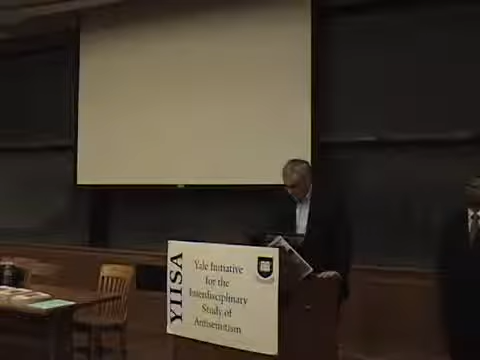 YIISA
Yale Initiative
for the
Interdisciplinary
Study of
Antisemitism